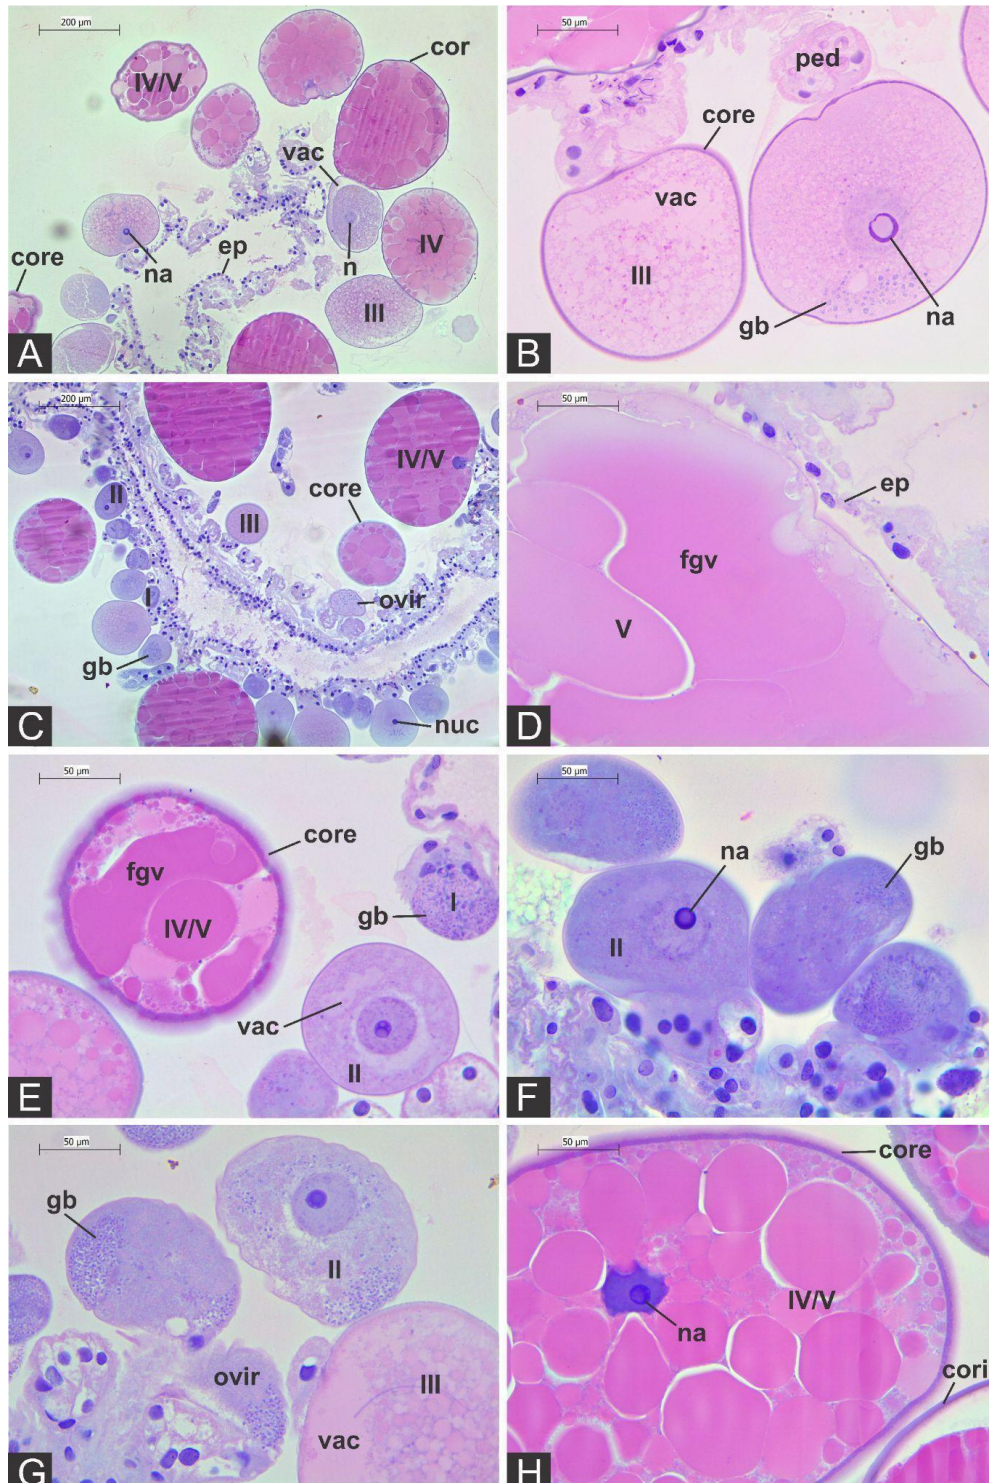 200 µm
IV/V
cor
vac
IV
core
na
ep
n
III
A
50 µm
ped
core
vac
III
gb
na
B
200 µm
II
IV/V
core
III
I
ovir
gb
nuc
C
50 µm
ep
fgv
V
D
50 µm
core
fgv
I
gb
IV/V
vac
II
E
50 µm
na
gb
II
F
50 µm
gb
II
ovir
III
vac
G
50 µm
core
IV/V
na
cori
H